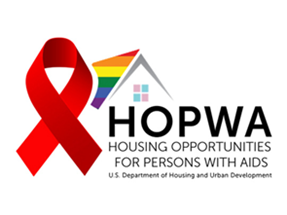 HOPWA
HOUSING OPPORTUNITIES
FOR PERSONS WITH AIDS
U.S. Department of Housing and Urban Development